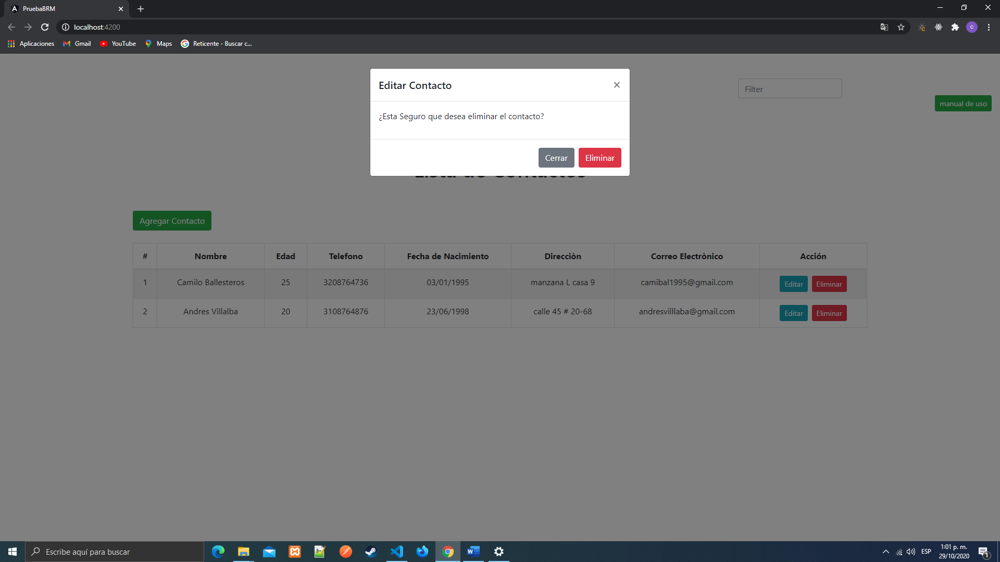 PruebaBRM
localhost:4200
Aplicaciones
Gmail
YouTube
Maps
Reticente - Buscar c...
Editar Contacto
×
Filter
manual de uso
¿Esta Seguro que desea eliminar el contacto?
Cerrar
Eliminar
Lista de Contactos
Agregar Contacto
# Nombre Edad Telefono Fecha de Nacimiento Direcciòn Correo Electrònico Acción
1 Camilo Ballesteros 25 3208764736 03/01/1995 manzana L casa 9 camibal1995@gmail.com Editar Eliminar
2 Andres Villalba 20 3108764876 23/06/1998 calle 45 # 20-68 andresvilllaba@gmail.com Editar Eliminar
Escribe aquí para buscar
ESP
1:01 p. m.
29/10/2020
1